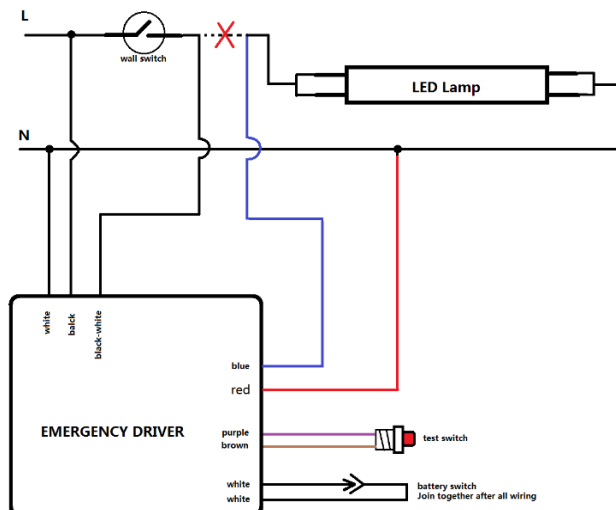 L
wall switch
LED Lamp
N
white
balck
black-white
blue
red
EMERGENCY DRIVER
purple
brown
test switch
white
white
battery switch
Join together after all wiring